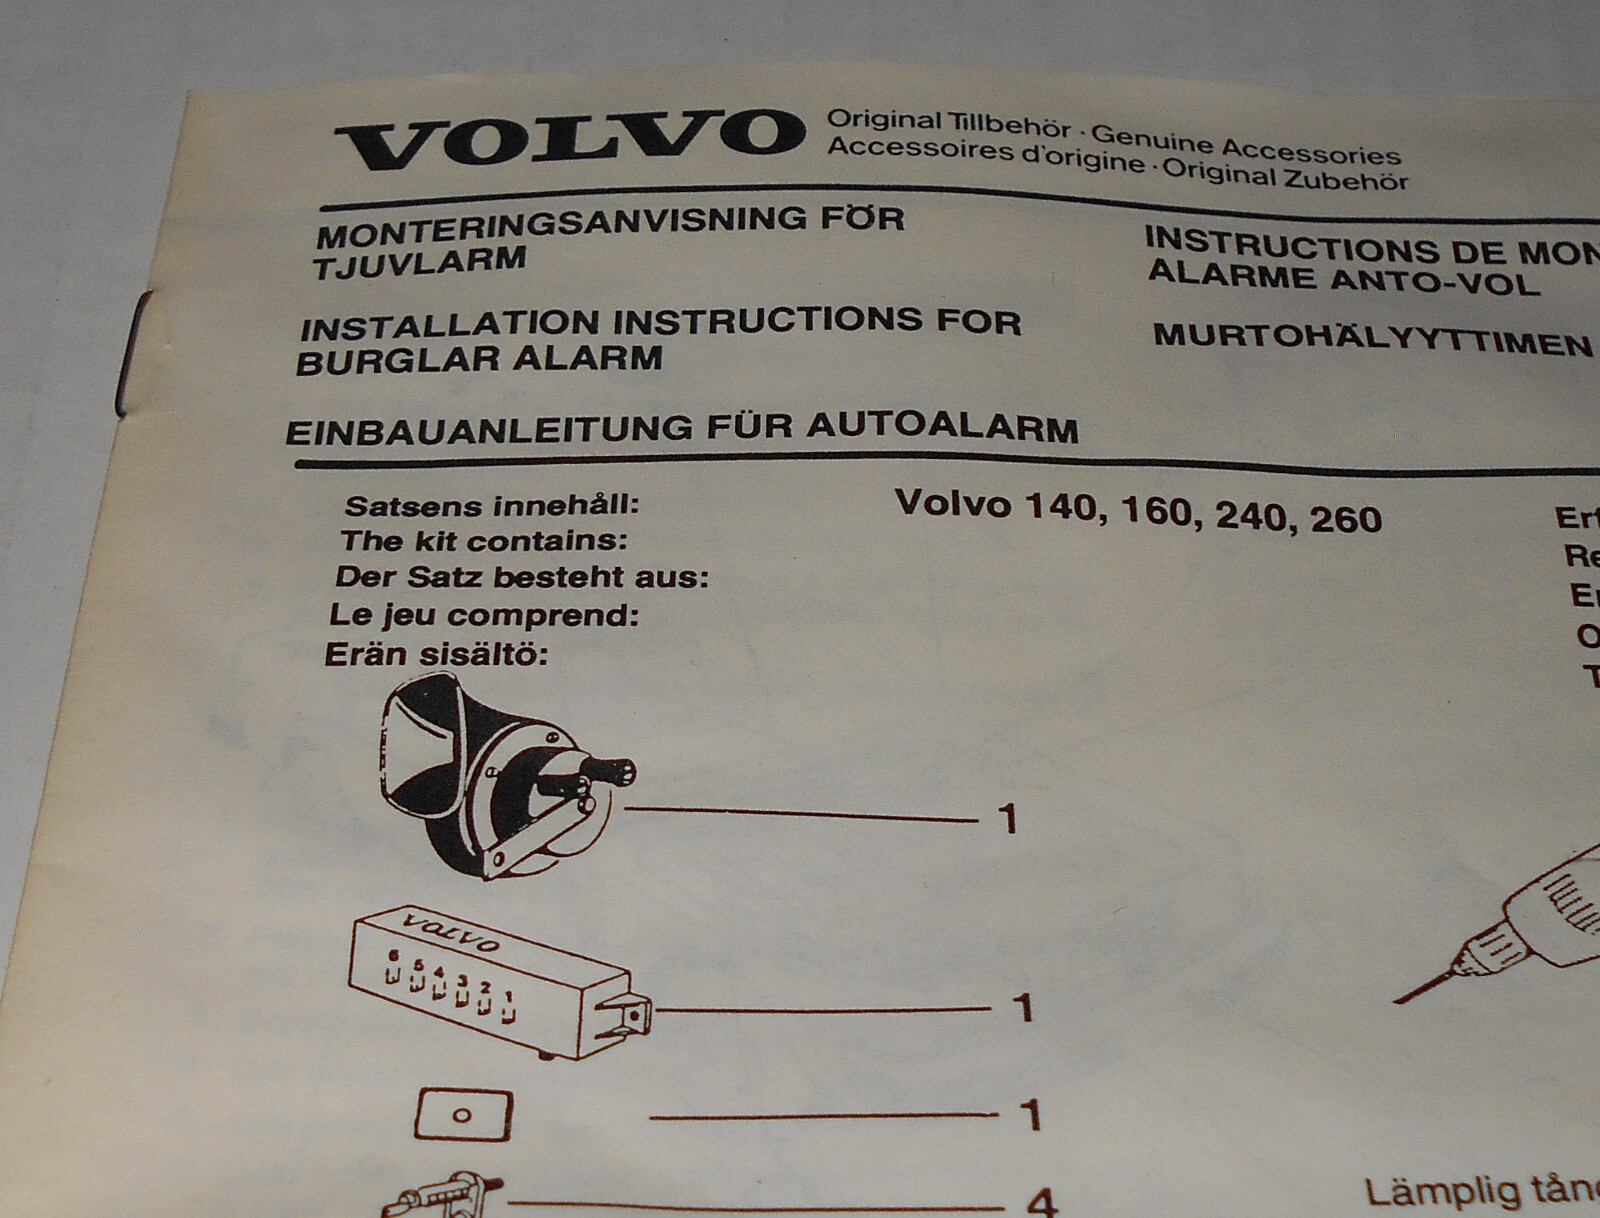 VOLVO
Original Tillbehör · Genuine Accessories
Accessoires d'origine · Original Zubehör
MONTERINGSANVISNING FÖR
TJUVLARM
INSTALLATION INSTRUCTIONS FOR
BURGLAR ALARM
EINBAUANLEITUNG FÜR AUTOALARM
INSTRUCTIONS DE MON
ALARME ANTO-VOL
MURTOHÄLYYTTIMEN
Satsens innehåll:
The kit contains:
Der Satz besteht aus:
Le jeu comprend:
Erän sisältö:
Volvo 140, 160, 240, 260
1
VOLVO
6 5 4 3 2 1
1
1
4
Lämplig